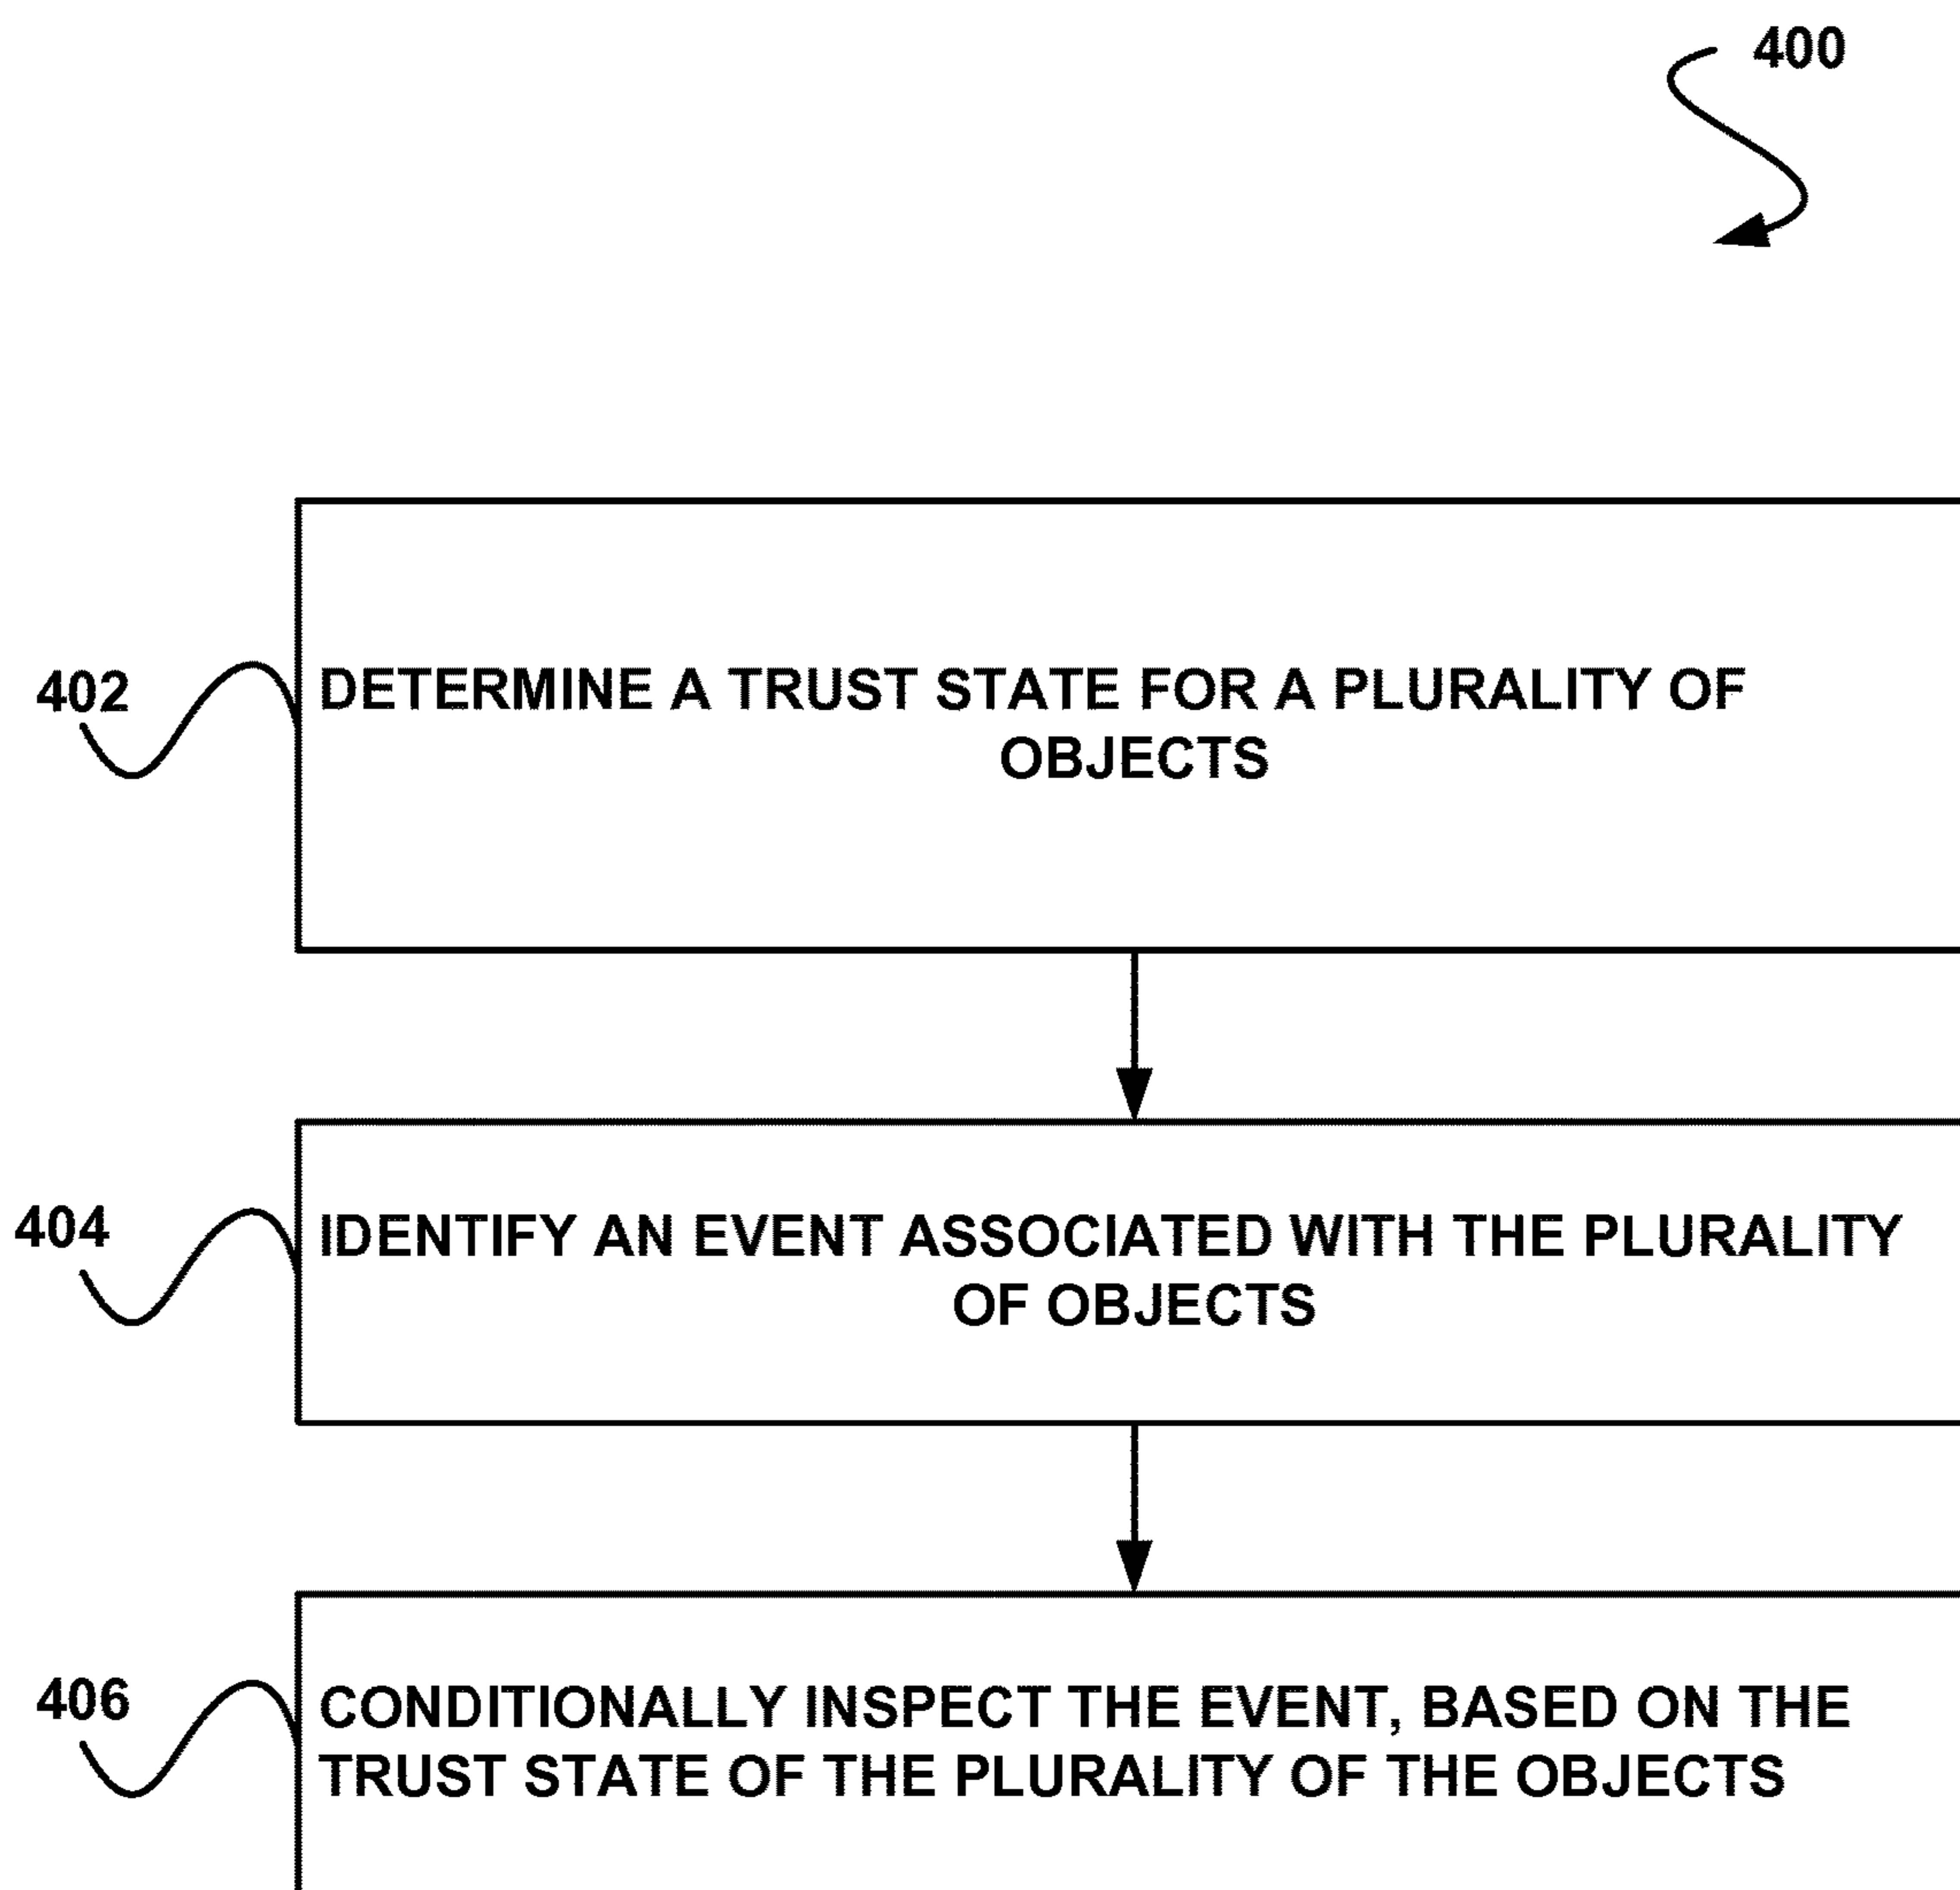 400
402
DETERMINE A TRUST STATE FOR A PLURALITY OF
OBJECTS
404
IDENTIFY AN EVENT ASSOCIATED WITH THE PLURALITY
OF OBJECTS
406
CONDITIONALLY INSPECT THE EVENT, BASED ON THE
TRUST STATE OF THE PLURALITY OF THE OBJECTS